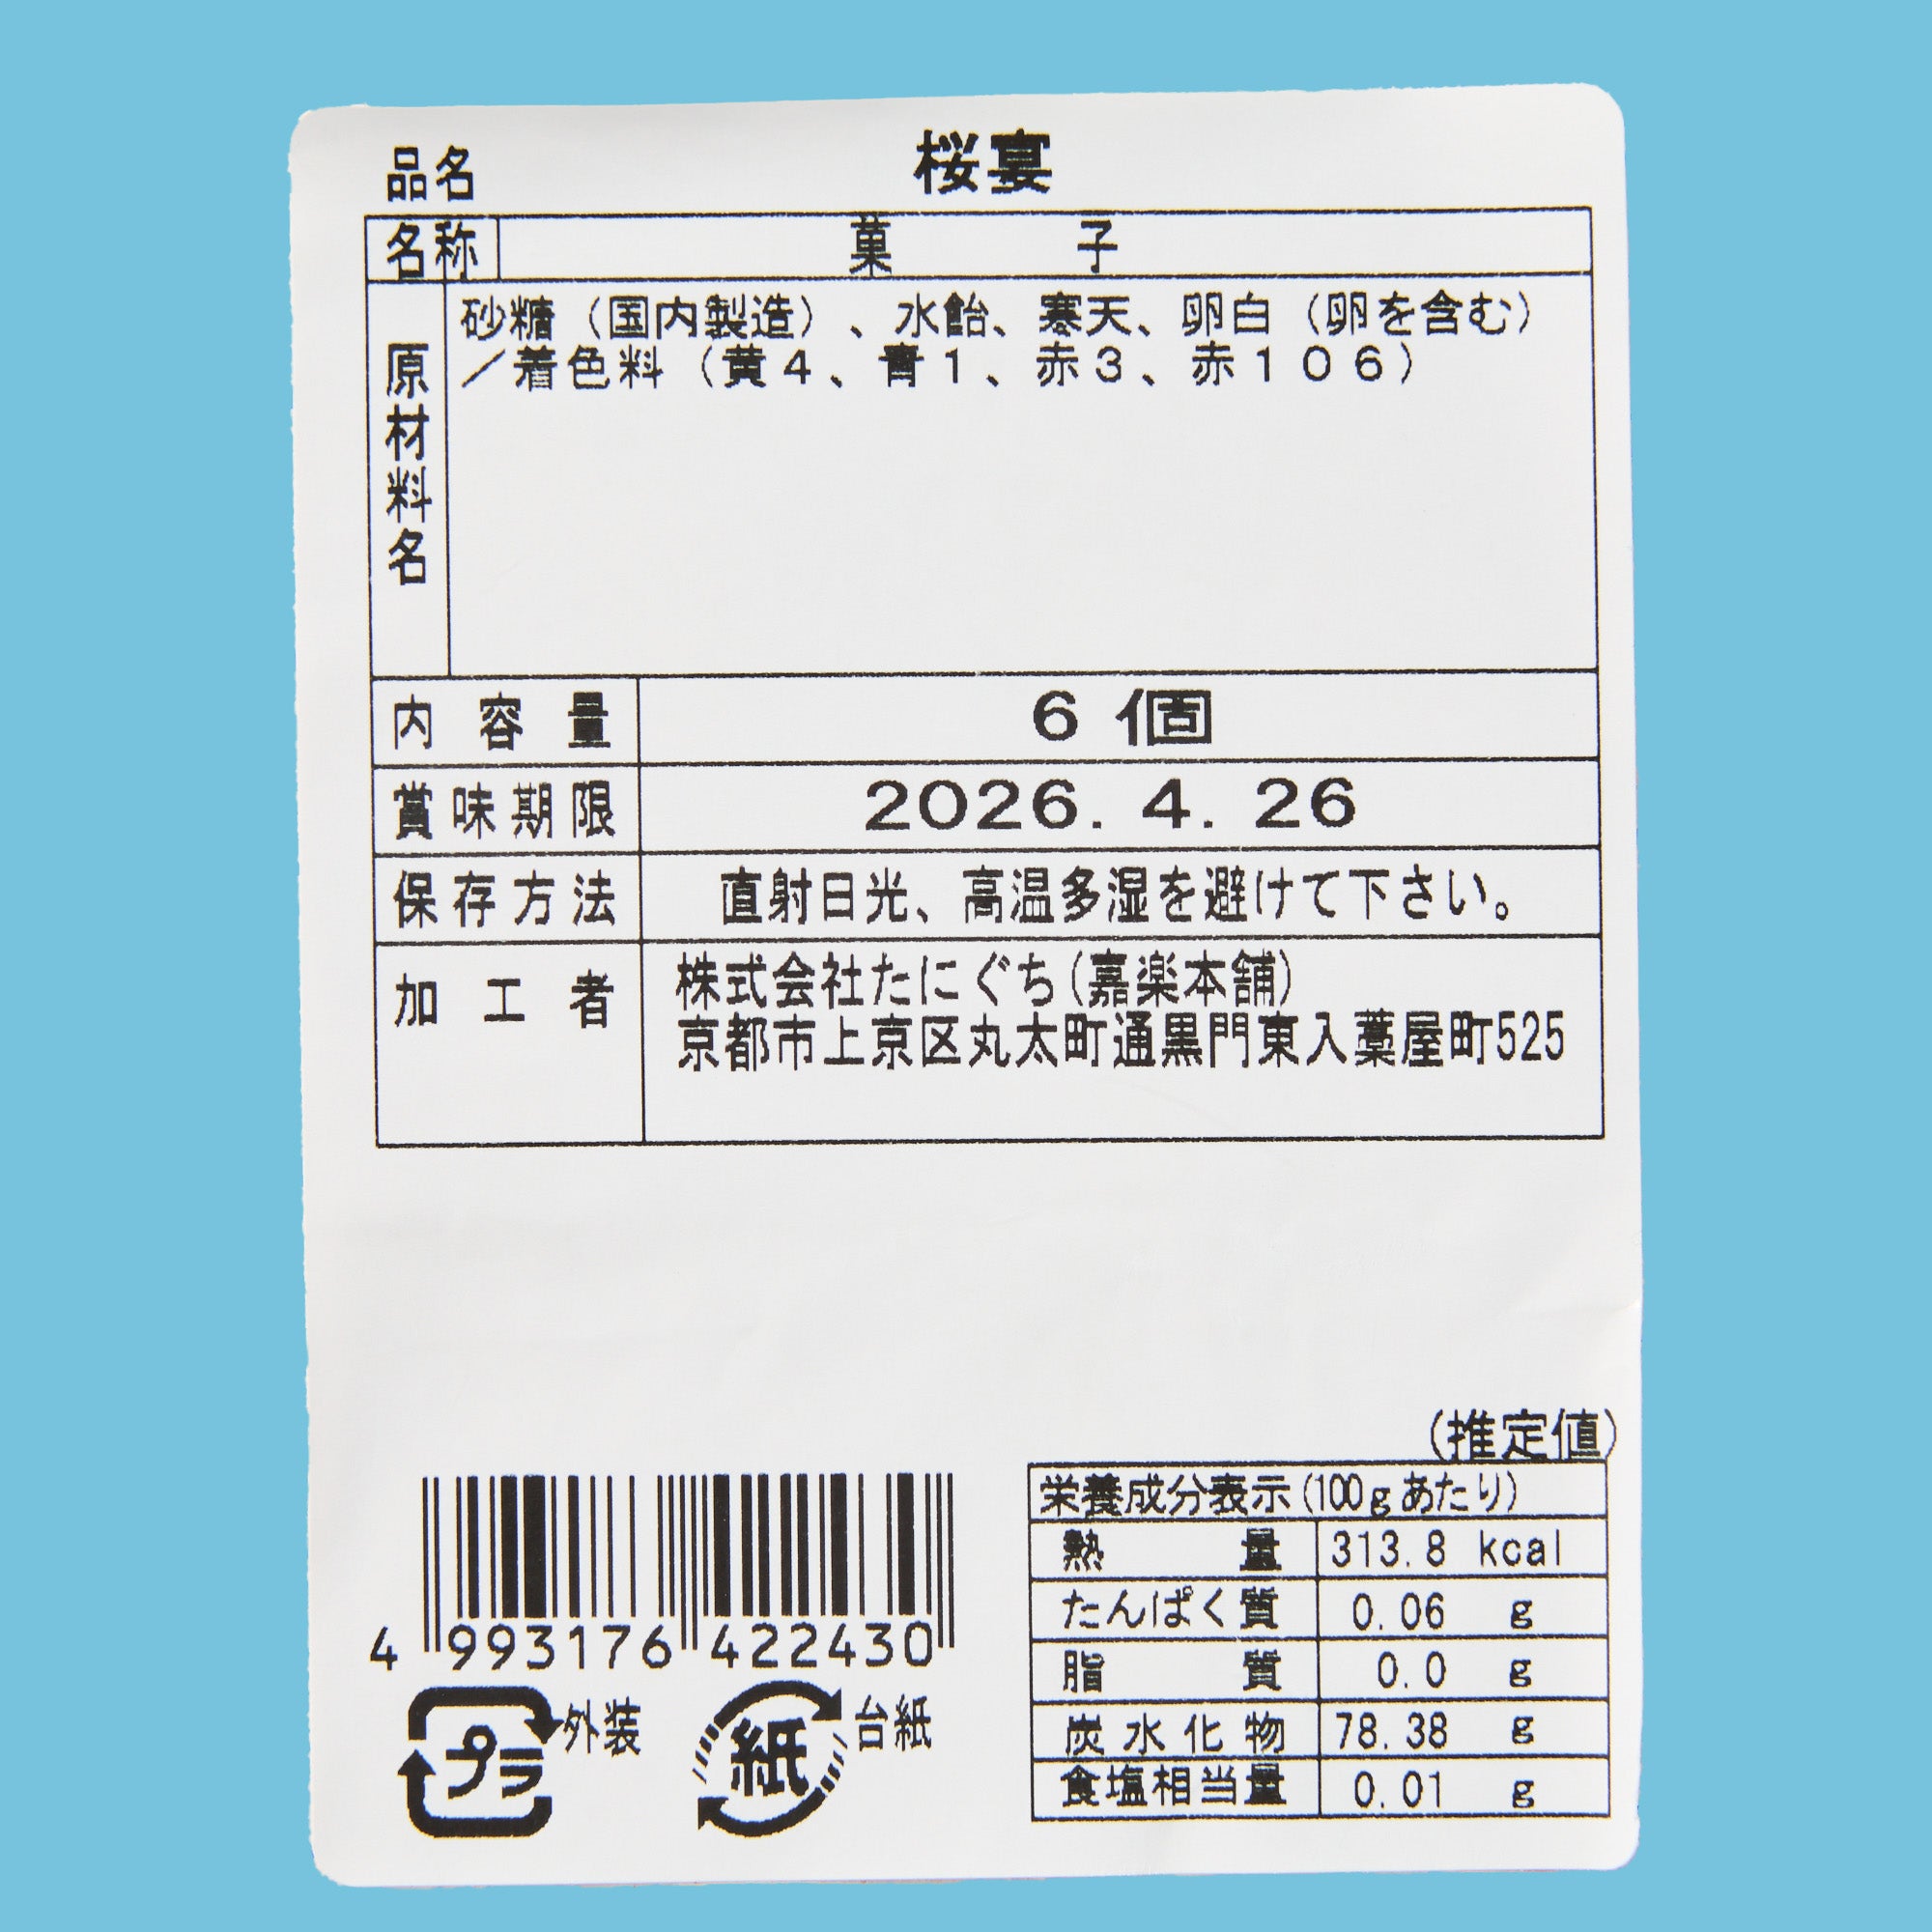 品名 桜宴
名称 菓子
原材料名 砂糖（国内製造）、水飴、寒天、卵白（卵を含む）
／着色料（黄４、青１、赤３、赤１０６）
内容量 6個
賞味期限 2026. 4. 26
保存方法 直射日光、高温多湿を避けて下さい。
加工者 株式会社たにぐち(嘉楽本舗)
京都市上京区丸太町通黒門東入藁屋町525
(推定値)
栄養成分表示(100gあたり)
熱量 313.8 kcal
たんぱく質 0.06 g
脂質 0.0 g
炭水化物 78.38 g
食塩相当量 0.01 g
4 993176 422430
プラ 外装 紙 台紙